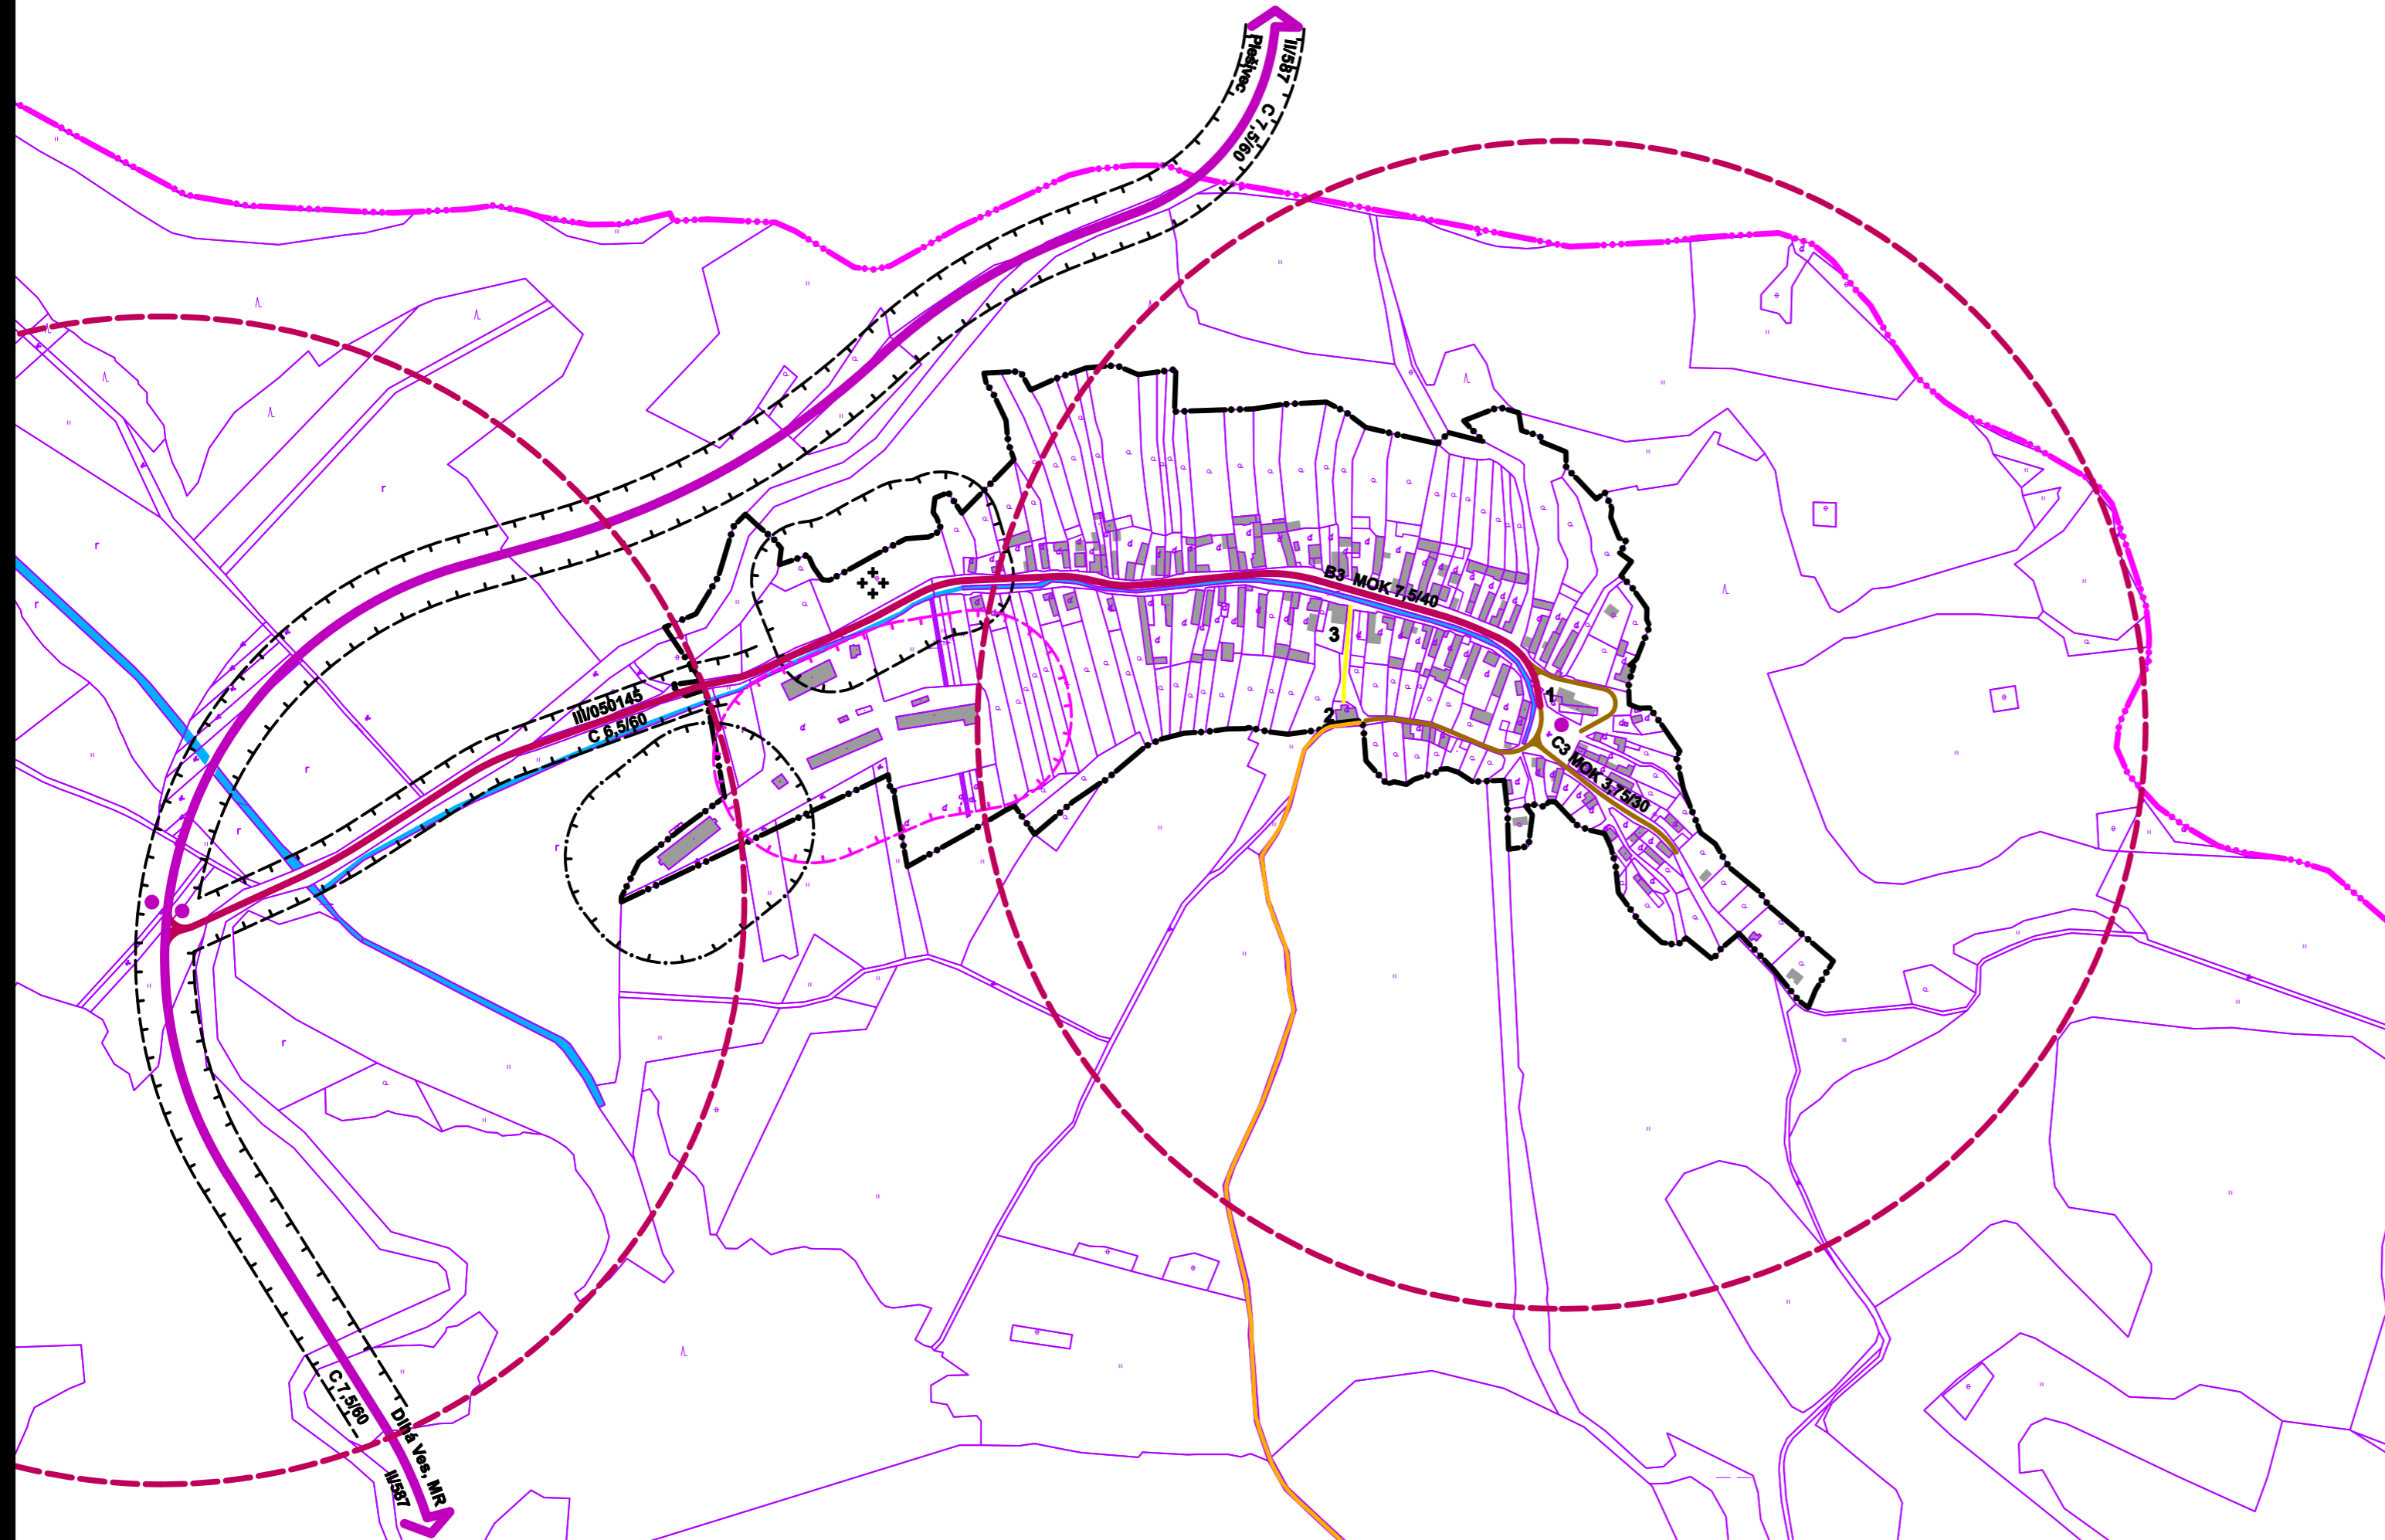 Plešivec
II/587
C 7,5/60
B3 MOK 7,5/40
3
1
2
C3 MOK 3,75/30
III/050145
C 6,5/60
C 7,5/60
Dlhá Ves, MR
II/587